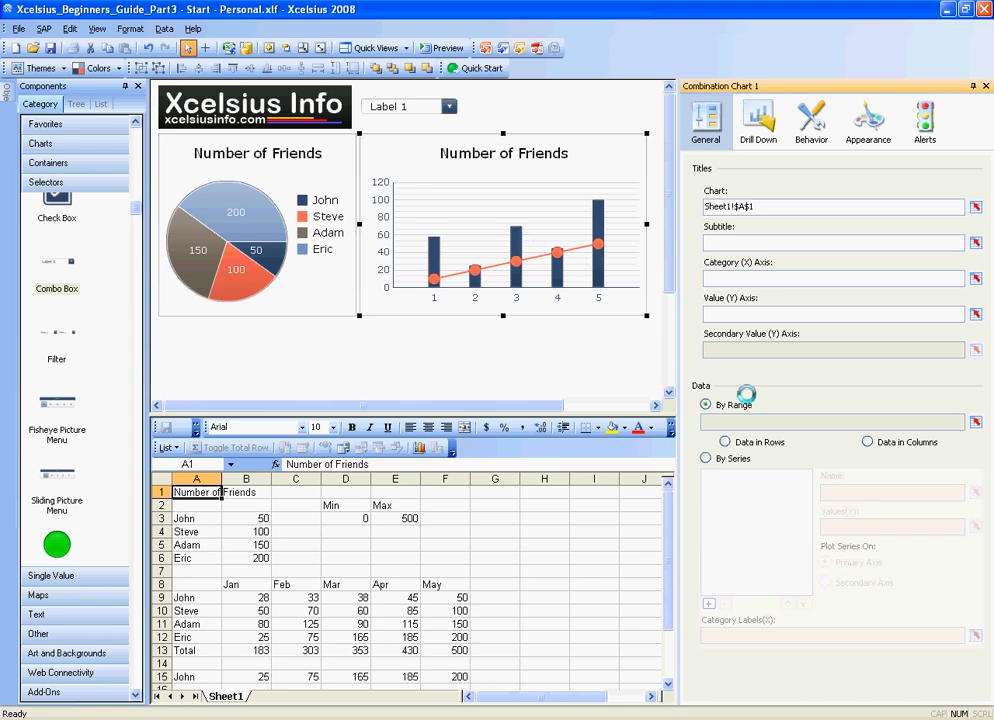 Xcelsius_Beginners_Guide_Part3 - Start - Personal.xlf - Xcelsius 2008
File SAP Edit View Format Data Help
Quick Views Preview
Themes Colors Quick Start
Components
Category Tree List
Favorites
Charts
Containers
Selectors
Check Box
Label 1
Combo Box
Filter
Fisheye Picture
Menu
Sliding Picture
Menu
Single Value
Maps
Text
Other
Art and Backgrounds
Web Connectivity
Add-Ons
Xcelsius Info
xcelsiusinfo.com
Label 1
Number of Friends
200
150
50
100
John
Steve
Adam
Eric
Number of Friends
120
100
80
60
40
20
0
1 2 3 4 5
Arial 10 B I U $ % ,
List Toggle Total Row
A1 fx Number of Friends
A B C D E F G H I J
1 Number of Friends
2 Min Max
3 John 50 0 500
4 Steve 100
5 Adam 150
6 Eric 200
7
8 Jan Feb Mar Apr May
9 John 28 33 38 45 50
10 Steve 50 70 60 85 100
11 Adam 80 125 90 115 150
12 Eric 25 75 165 185 200
13 Total 183 303 353 430 500
14
15 John 25 75 165 185 200
Sheet1
Combination Chart 1
General Drill Down Behavior Appearance Alerts
Titles
Chart:
Sheet1!$A$1
Subtitle:
Category (X) Axis:
Value (Y) Axis:
Secondary Value (Y) Axis:
Data
By Range
Data in Rows Data in Columns
By Series
Name:
Values(Y):
Plot Series On:
Primary Axis
Secondary Axis
Category Labels(X):
Ready
CAP NUM SCRL